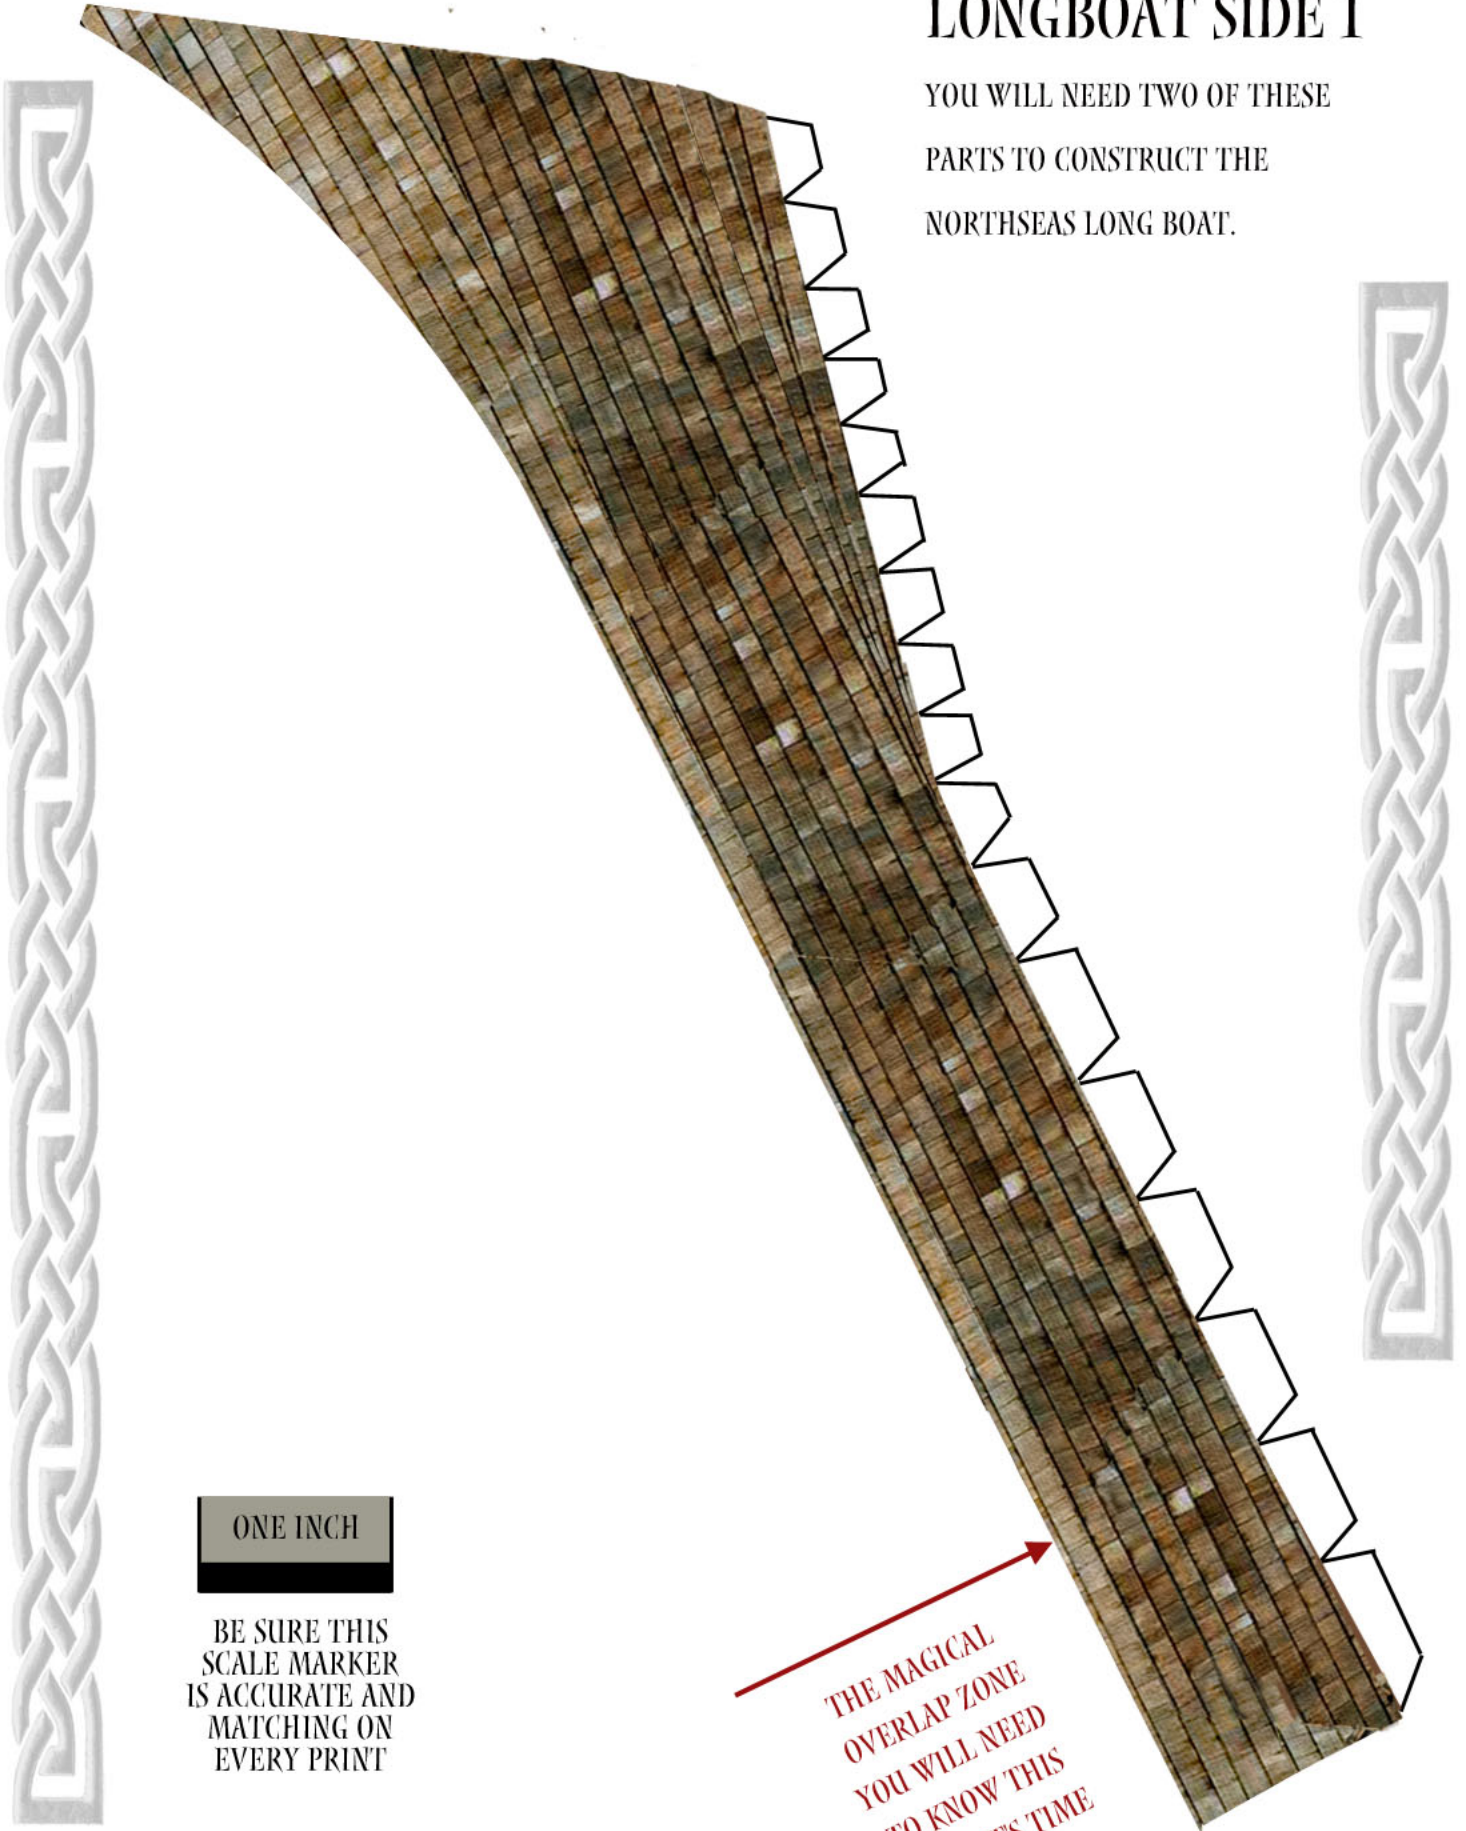 LONGBOAT SIDE 1
YOU WILL NEED TWO OF THESE
PARTS TO CONSTRUCT THE
NORTHSEAS LONG BOAT.
ONE INCH
BE SURE THIS
SCALE MARKER
IS ACCURATE AND
MATCHING ON
EVERY PRINT
THE MAGICAL
OVERLAP ZONE
YOU WILL NEED
TO KNOW THIS
TIME